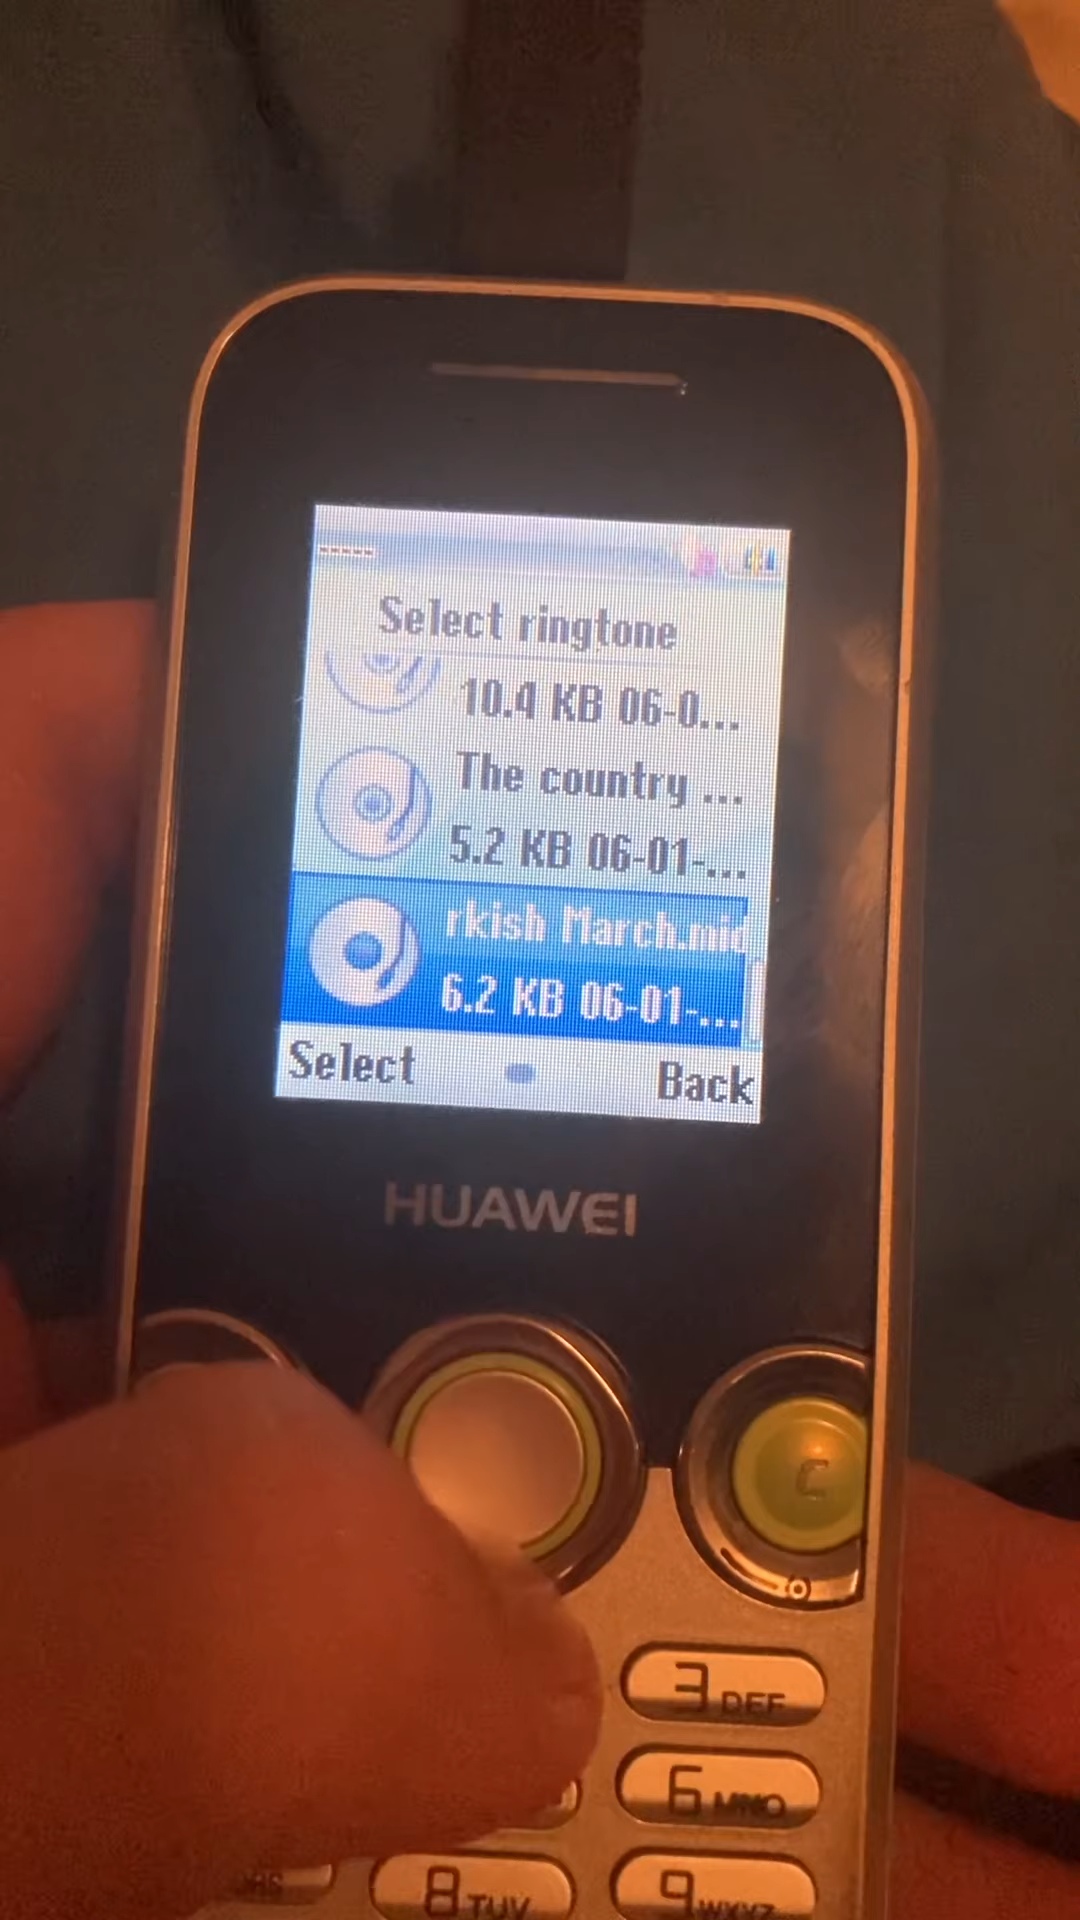 Select ringtone
10.4 KB 06-0...
The country ...
5.2 KB 06-01-...
rkish March.mid
6.2 KB 06-01-...
Select
Back
HUAWEI
C
3 DEF
6 MNO
8 TUV
9 WXYZ